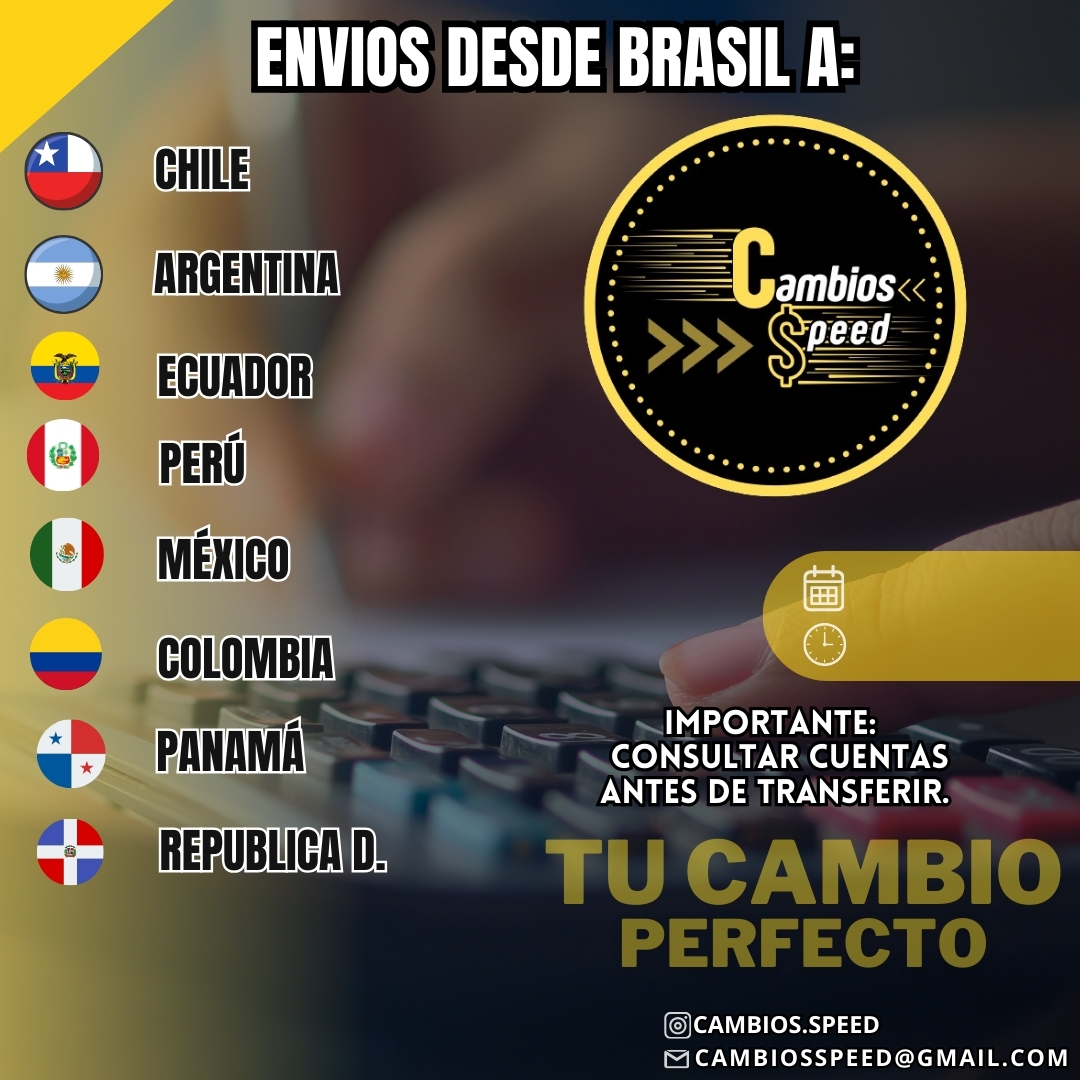 ENVIOS DESDE BRASIL A:
CHILE
ARGENTINA
ECUADOR
PERÚ
MÉXICO
COLOMBIA
PANAMÁ
REPUBLICA D.
Cambios
$peed
IMPORTANTE:
CONSULTAR CUENTAS
ANTES DE TRANSFERIR.
TU CAMBIO
PERFECTO
CAMBIOS.SPEED
CAMBIOSSPEED@GMAIL.COM